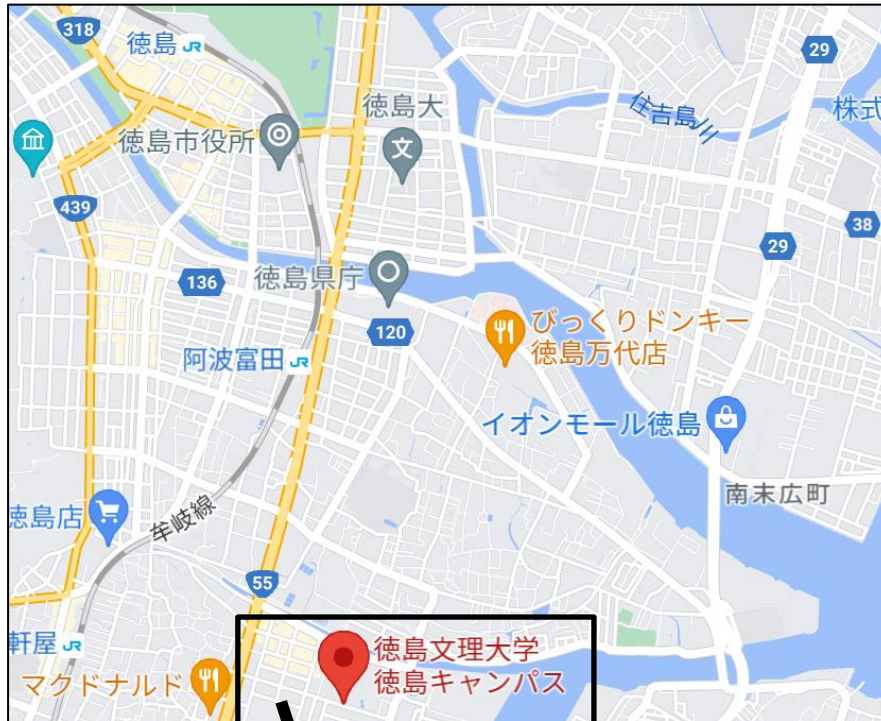 318
徳島 JR
29
徳島大
文
住吉島川
株式
徳島市役所
439
38
29
136
徳島県庁
120
びっくりドンキー
徳島万代店
阿波富田 JR
イオンモール徳島
南末広町
徳島店
牟岐線
55
軒屋 JR
徳島文理大学
徳島キャンパス
マクドナルド